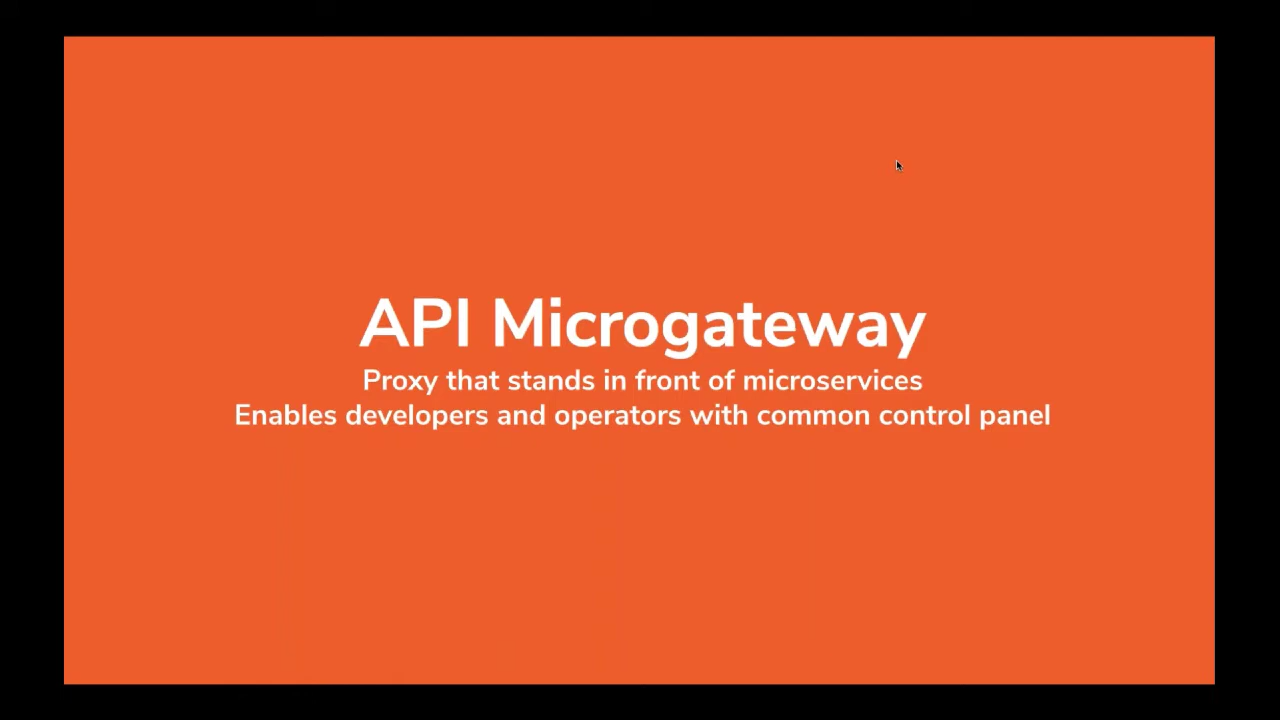 API Microgateway
Proxy that stands in front of microservices
Enables developers and operators with common control panel